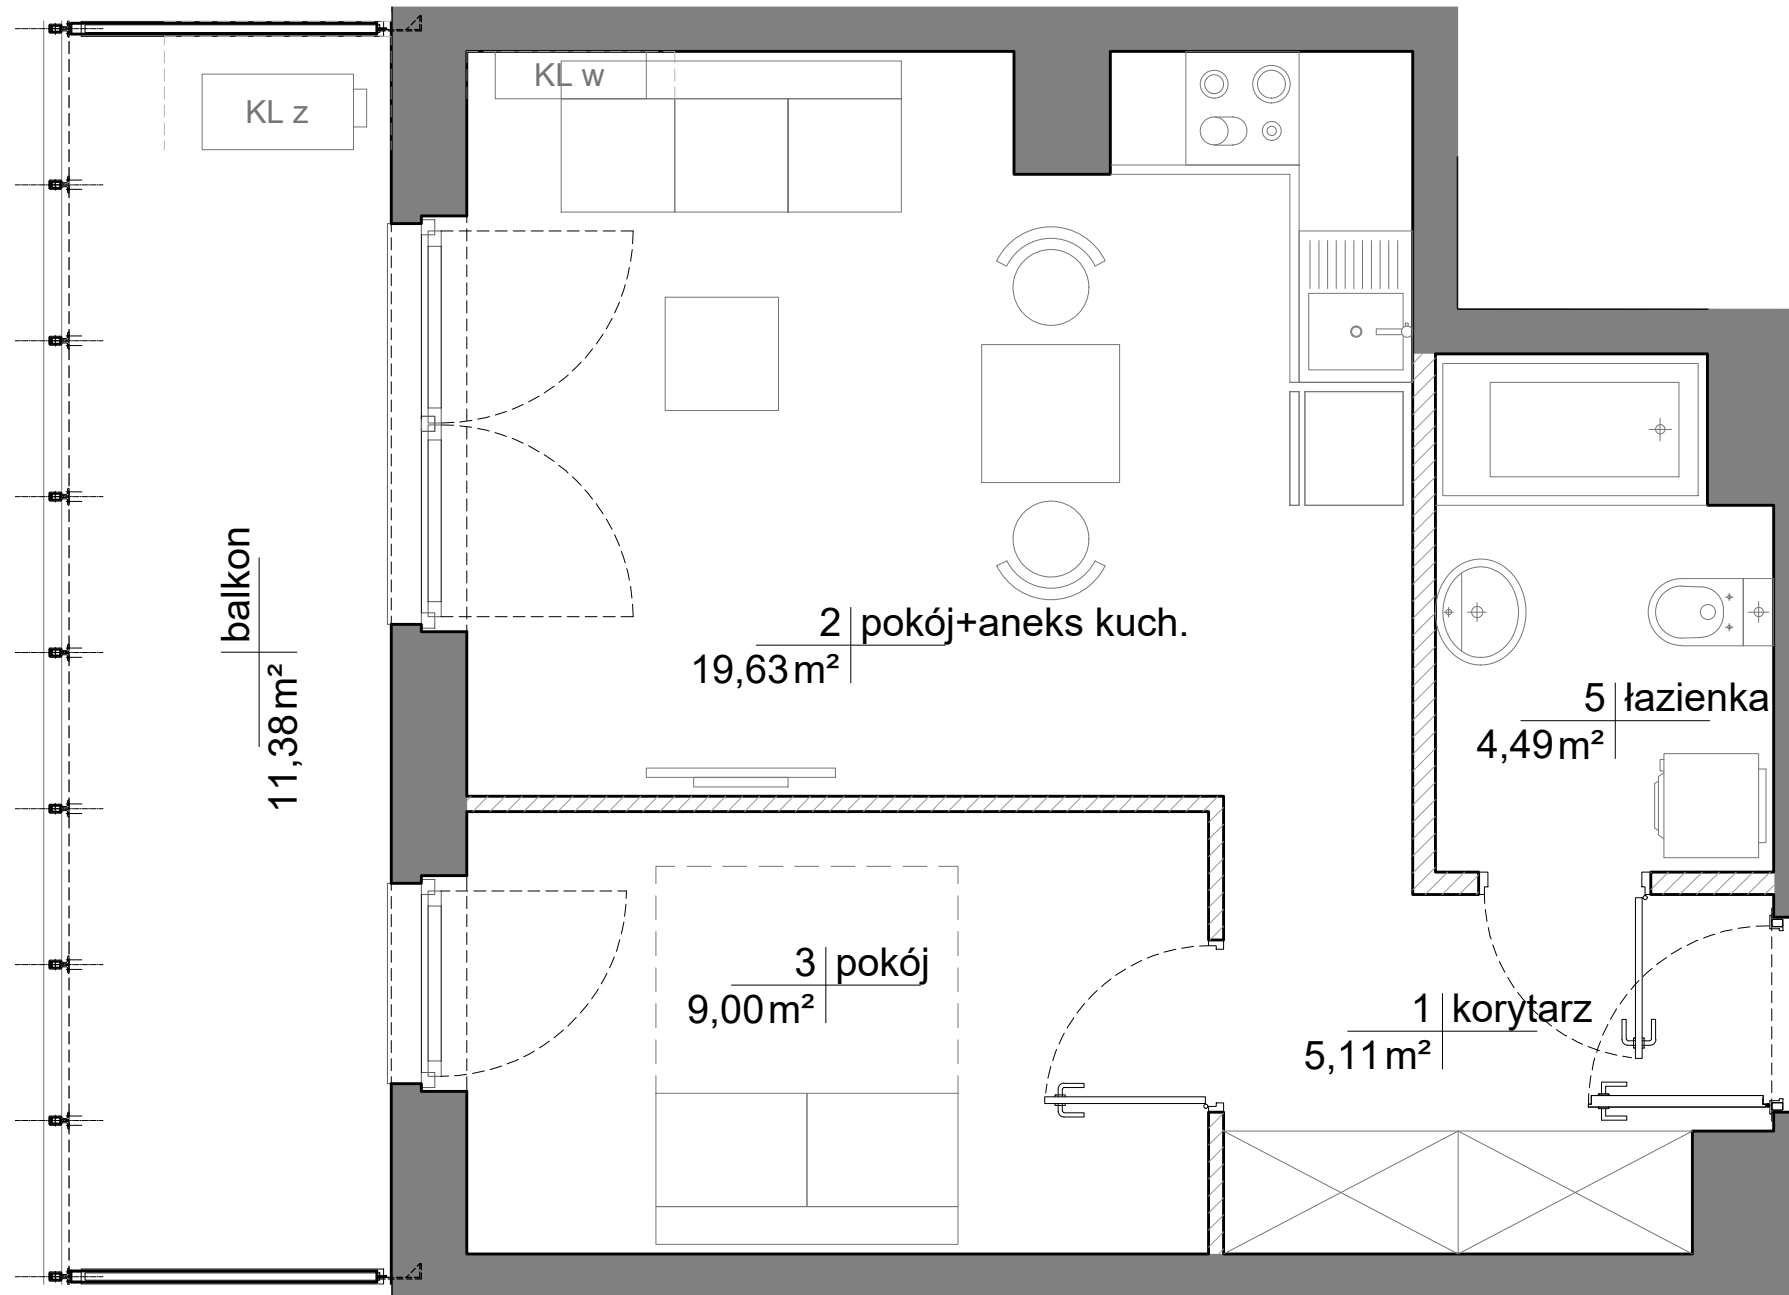 KL w
KL z
balkon
11,38 m²
2 pokój+aneks kuch.
19,63 m²
5 łazienka
4,49 m²
3 pokój
9,00 m²
1 korytarz
5,11 m²